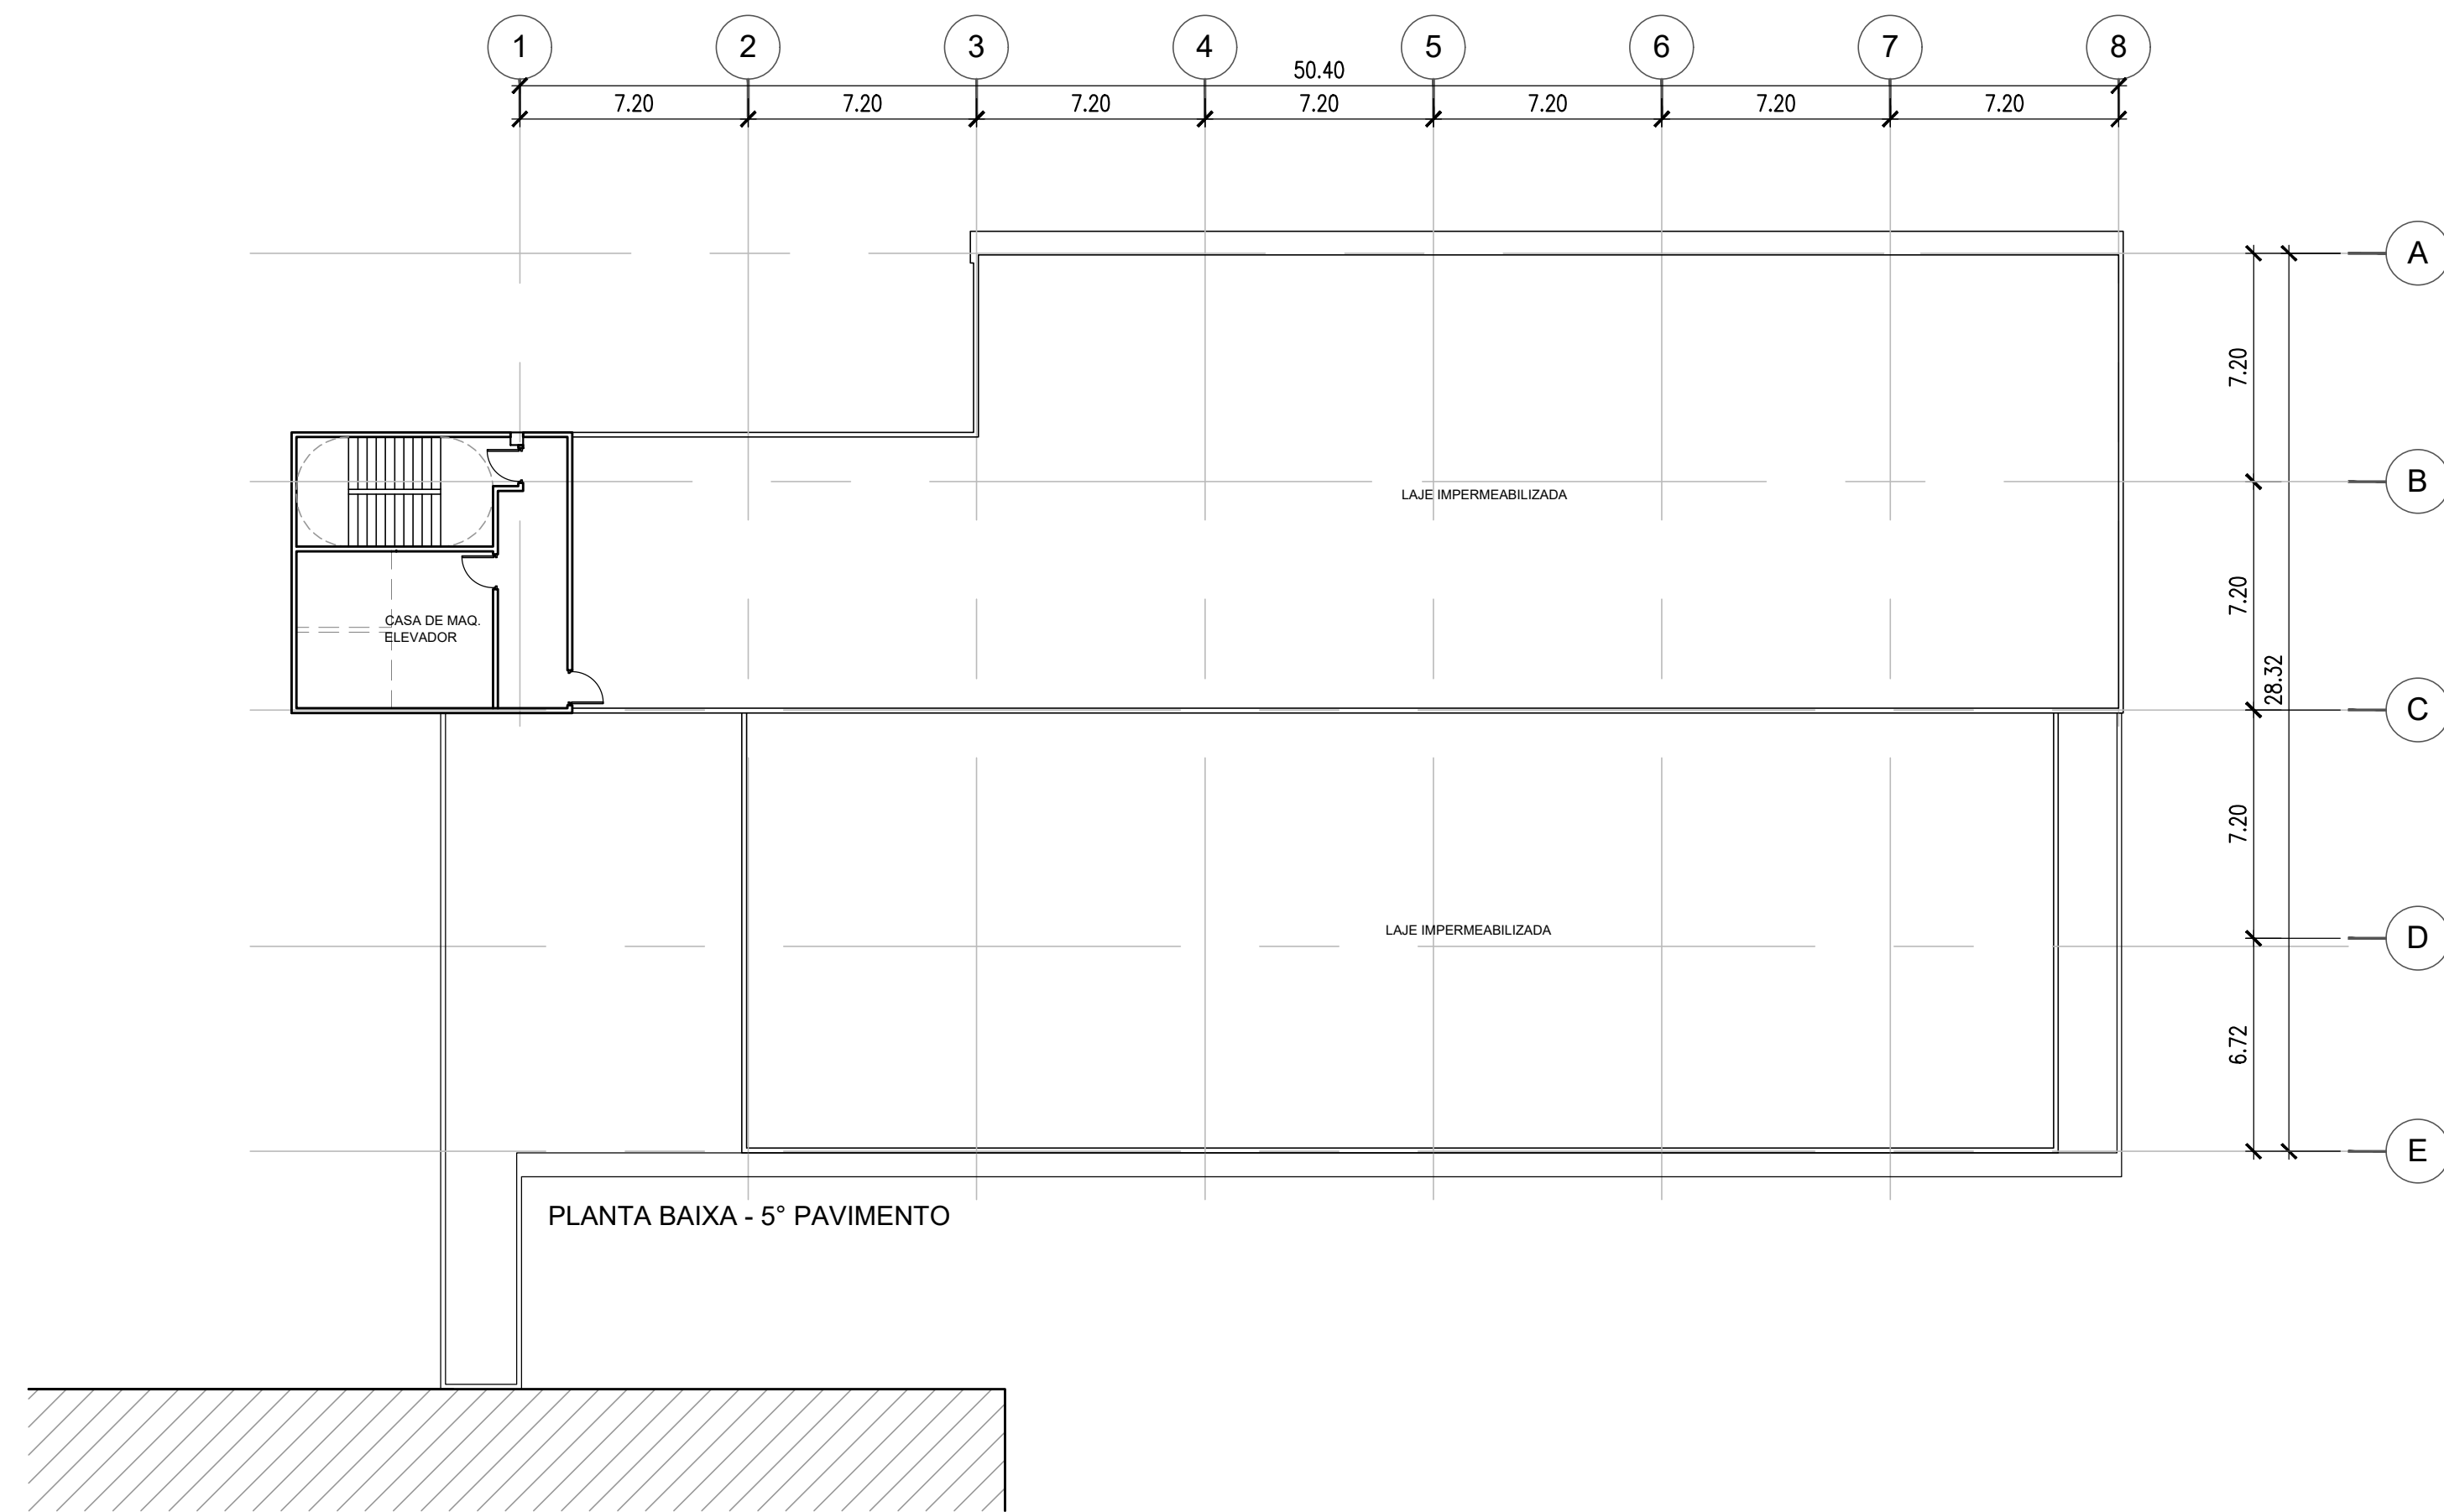 1 2 3 4 5 6 7 8
50.40
7.20 7.20 7.20 7.20 7.20 7.20 7.20
A
7.20
B
LAJE IMPERMEABILIZADA
7.20
CASA DE MAQ.
ELEVADOR
28.32
C
7.20
LAJE IMPERMEABILIZADA
D
6.72
E
PLANTA BAIXA - 5° PAVIMENTO